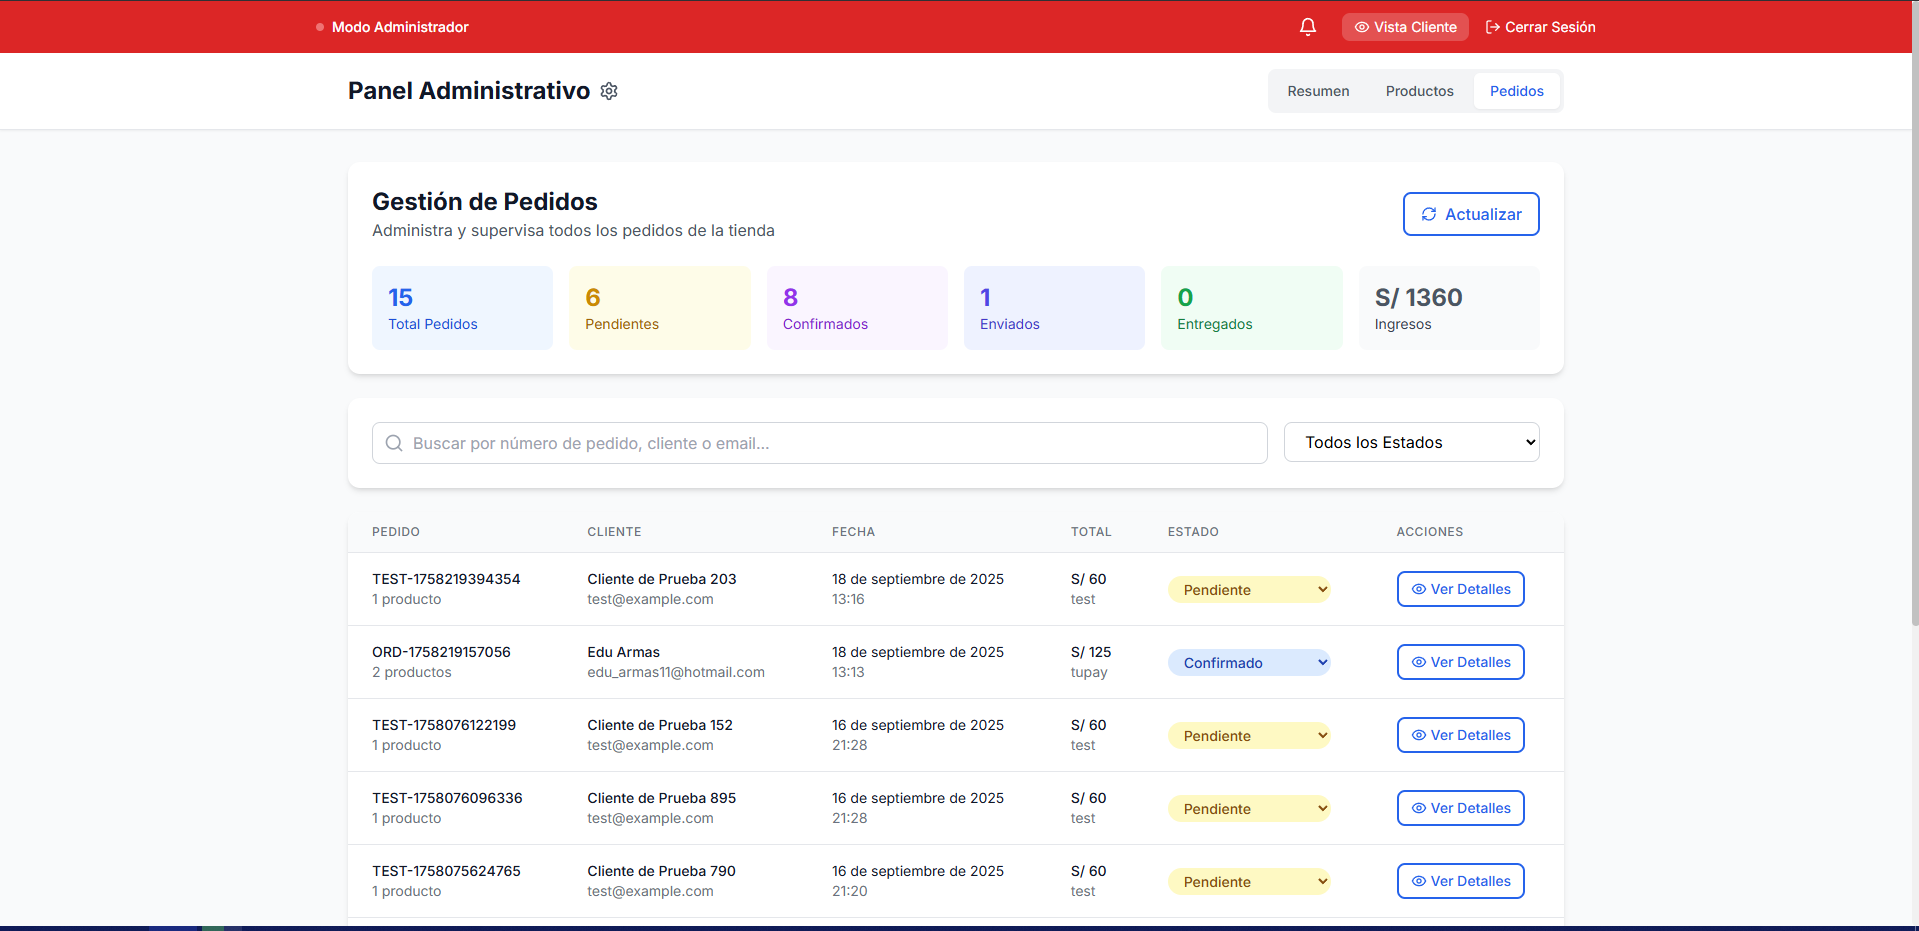 Modo Administrador
Vista Cliente
Cerrar Sesión
Panel Administrativo
Resumen
Productos
Pedidos
Gestión de Pedidos
Administra y supervisa todos los pedidos de la tienda
Actualizar
15
Total Pedidos
6
Pendientes
8
Confirmados
1
Enviados
0
Entregados
S/ 1360
Ingresos
Buscar por número de pedido, cliente o email...
Todos los Estados
PEDIDO CLIENTE FECHA TOTAL ESTADO ACCIONES
TEST-1758219394354 Cliente de Prueba 203 18 de septiembre de 2025 S/ 60 Pendiente Ver Detalles
1 producto test@example.com 13:16 test
ORD-1758219157056 Edu Armas 18 de septiembre de 2025 S/ 125 Confirmado Ver Detalles
2 productos edu_armas11@hotmail.com 13:13 tupay
TEST-1758076122199 Cliente de Prueba 152 16 de septiembre de 2025 S/ 60 Pendiente Ver Detalles
1 producto test@example.com 21:28 test
TEST-1758076096336 Cliente de Prueba 895 16 de septiembre de 2025 S/ 60 Pendiente Ver Detalles
1 producto test@example.com 21:28 test
TEST-1758075624765 Cliente de Prueba 790 16 de septiembre de 2025 S/ 60 Pendiente Ver Detalles
1 producto test@example.com 21:20 test